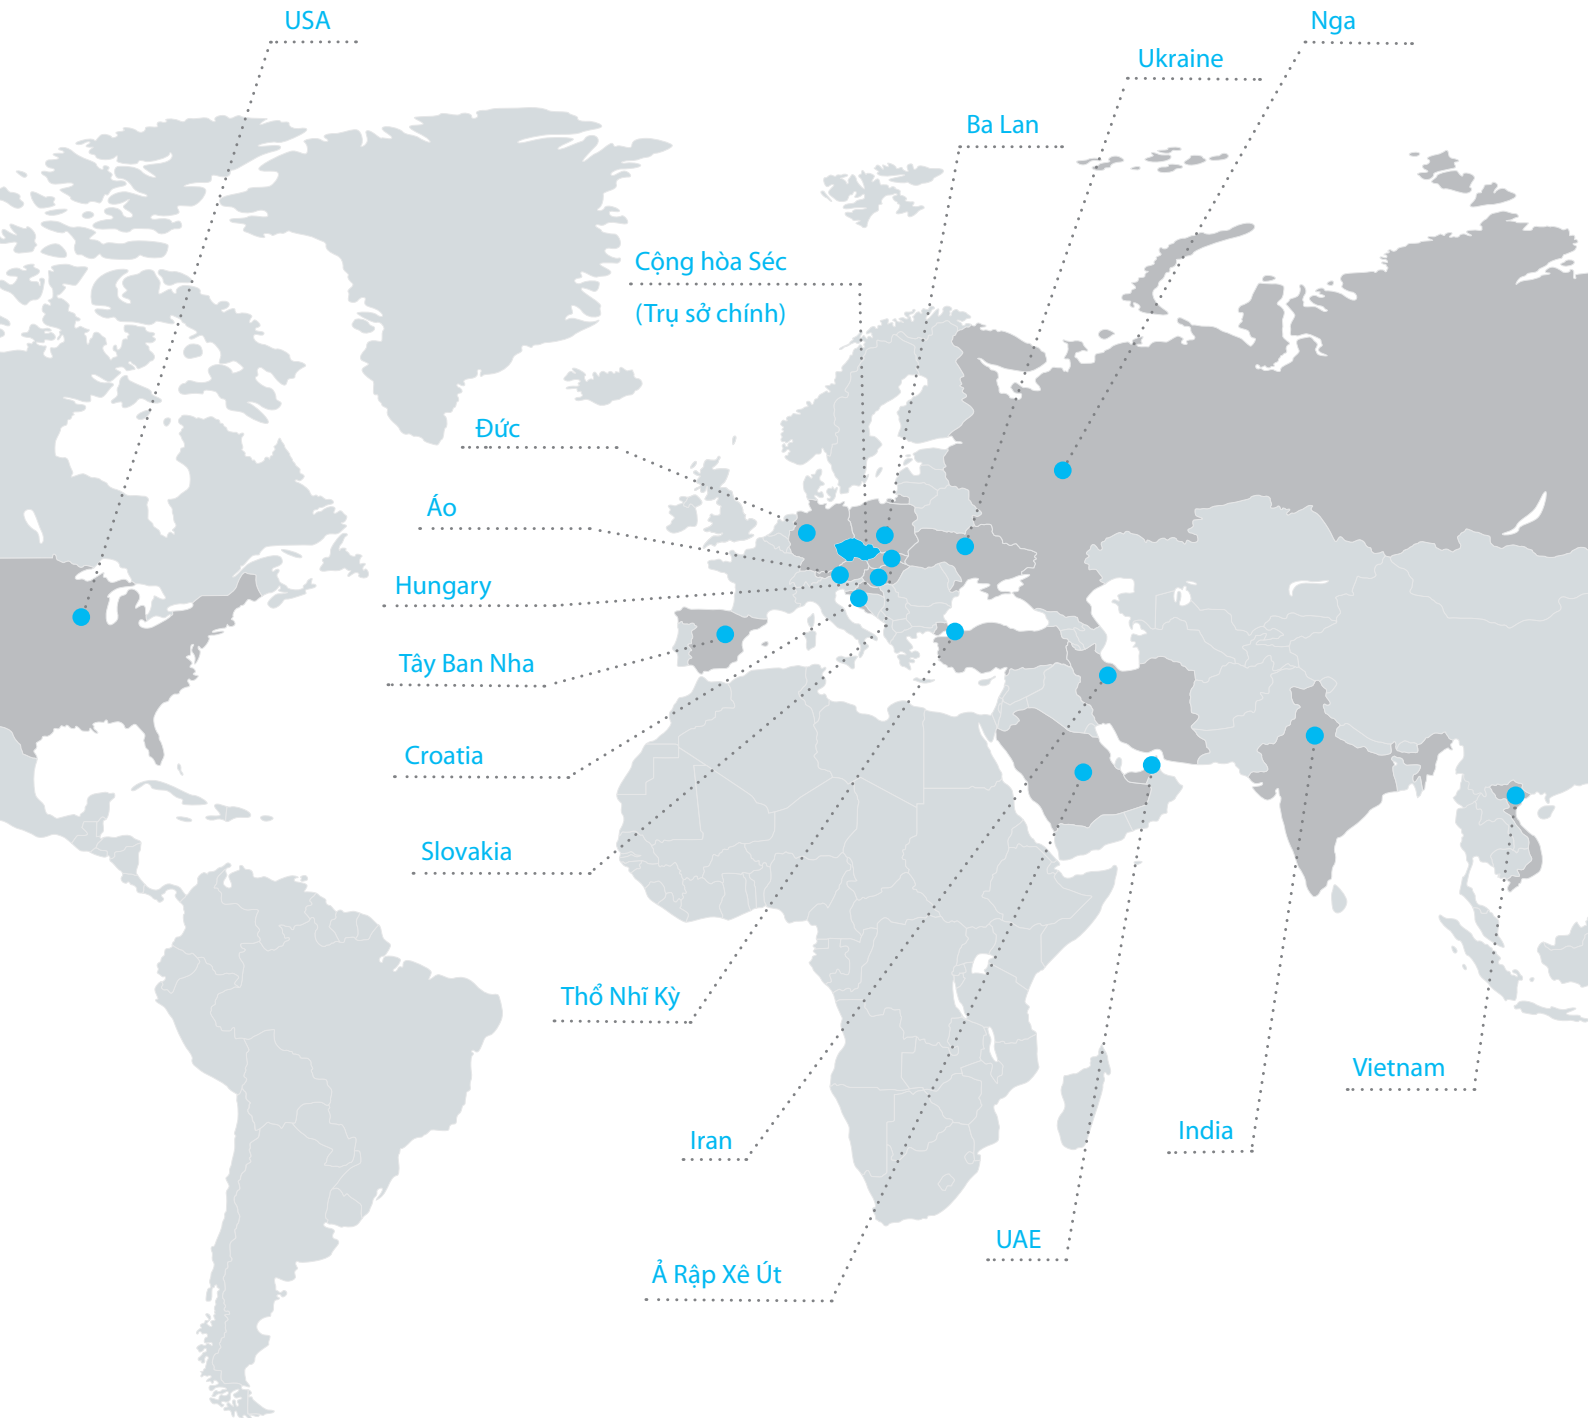 USA
Nga
Ukraine
Ba Lan
Cộng hòa Séc
(Trụ sở chính)
Đức
Áo
Hungary
Tây Ban Nha
Croatia
Slovakia
Thổ Nhĩ Kỳ
Vietnam
India
Iran
UAE
Ả Rập Xê Út